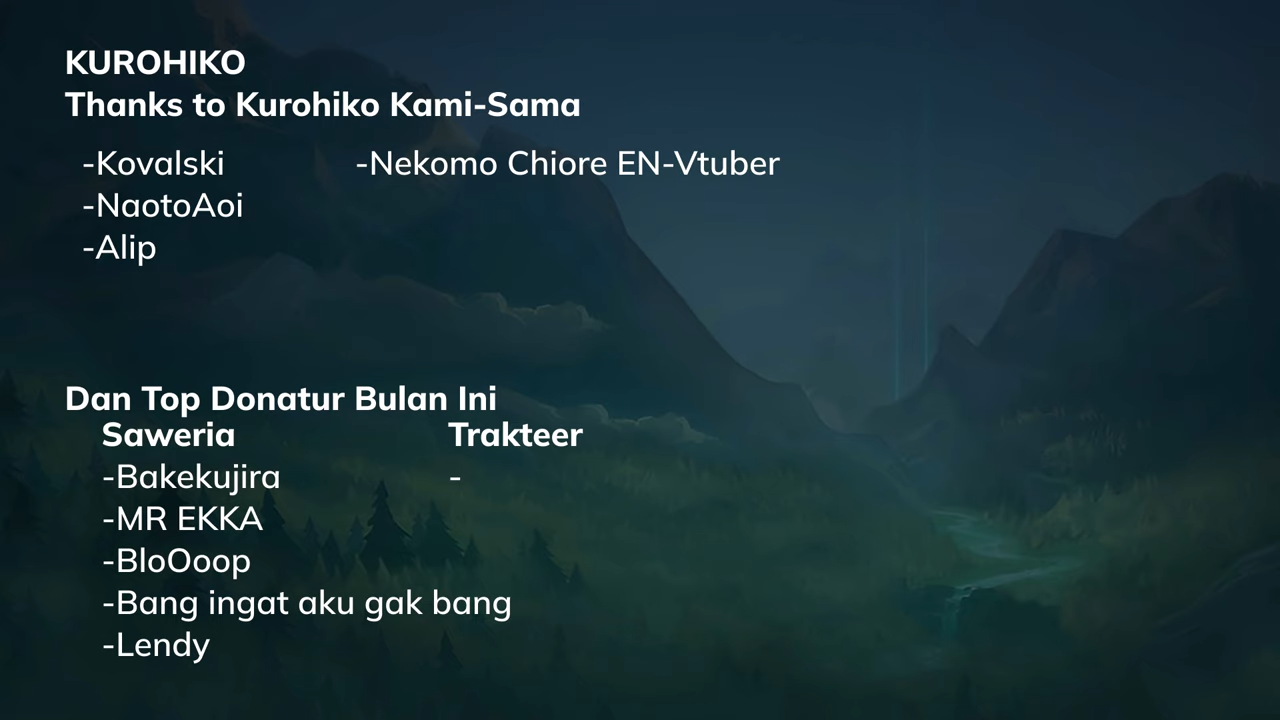 KUROHIKO
Thanks to Kurohiko Kami-Sama
-Kovalski -Nekomo Chiore EN-Vtuber
-NaotoAoi
-Alip
Dan Top Donatur Bulan Ini
Saweria Trakteer
-Bakekujira -
-MR EKKA
-BloOoop
-Bang ingat aku gak bang
-Lendy